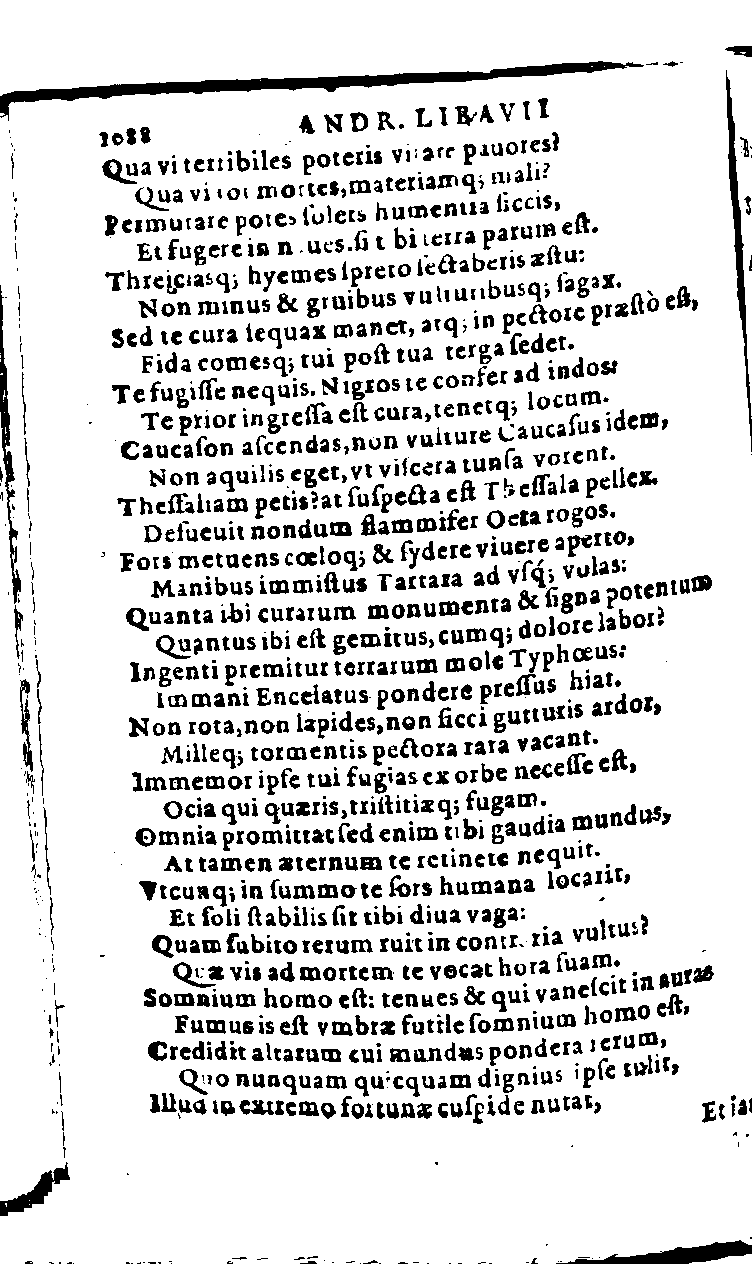 1088 ANDR. LIBAVII
Qua vi terribiles poteris vitare pauores?
Qua vi tot mortes, materiamq; mali?
Permutare potes solers humentia siccis,
Et fugere in n ues. si t bi terra parum est.
Threiciasq; hyemes spreto sectaberis æstu:
Non minus & gruibus vulturibusq; sagax.
Sed te cura sequax manet, atq; in pectore præstò est,
Fida comesq; tui post tua terga sedet.
Te fugisse nequis. Nigros te confer ad indos:
Te prior ingressa est cura, tenetq; locum.
Caucason ascendas, non vulture Caucasus idem,
Non aquilis eget, vt viscera tunsa vorent.
Thessaliam petis? at suspecta est Thessala pellex.
Desueuit nondum flammifer Oeta rogos.
Fors metuens cœloq; & sydere viuere aperto,
Manibus immistus Tartara ad vsq́; volas:
Quanta ibi curarum monumenta & signa potentum
Quantus ibi est gemitus, cumq; dolore labor?
Ingenti premitur terrarum mole Typhœus:
Immani Encelatus pondere pressus hiat.
Non rota, non lapides, non sicci gutturis ardor,
Milleq; tormentis pectora rara vacant.
Immemor ipse tui fugias ex orbe necesse est,
Ocia qui quæris, tristitiæq; fugam.
Omnia promittat sed enim tibi gaudia mundus,
At tamen æternum te retinete nequit.
Vtcunq; in summo te sors humana locarit,
Et soli stabilis sit tibi diua vaga:
Quam subito rerum ruit in contr ria vultus?
Quæ vis ad mortem te vocat hora suam.
Somnium homo est: tenues & qui vanescit in auras
Fumus is est vmbræ futile somnium homo est,
Credidit altarum cui mundus pondera rerum,
Quo nunquam quicquam dignius ipse tulit,
Illud in extremo fortunæ cuspide nutat,
Et iam